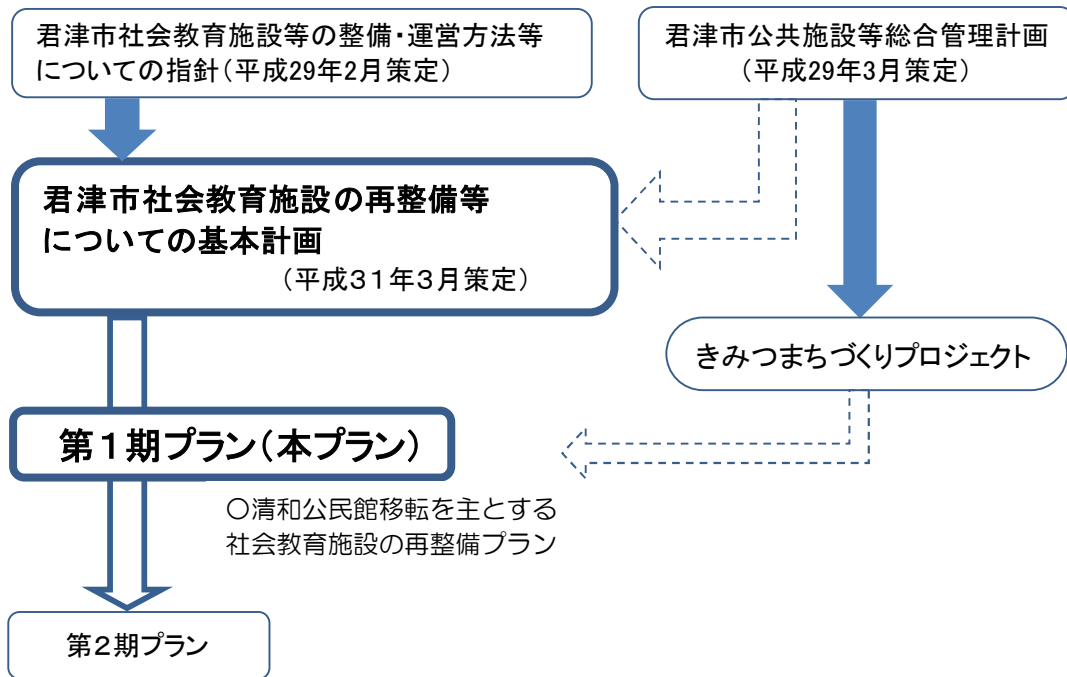 君津市社会教育施設等の整備・運営方法等
についての指針(平成29年2月策定)
君津市公共施設等総合管理計画
(平成29年3月策定)
君津市社会教育施設の再整備等
についての基本計画
(平成31年3月策定)
きみつまちづくりプロジェクト
第1期プラン(本プラン)
〇清和公民館移転を主とする
社会教育施設の再整備プラン
第2期プラン